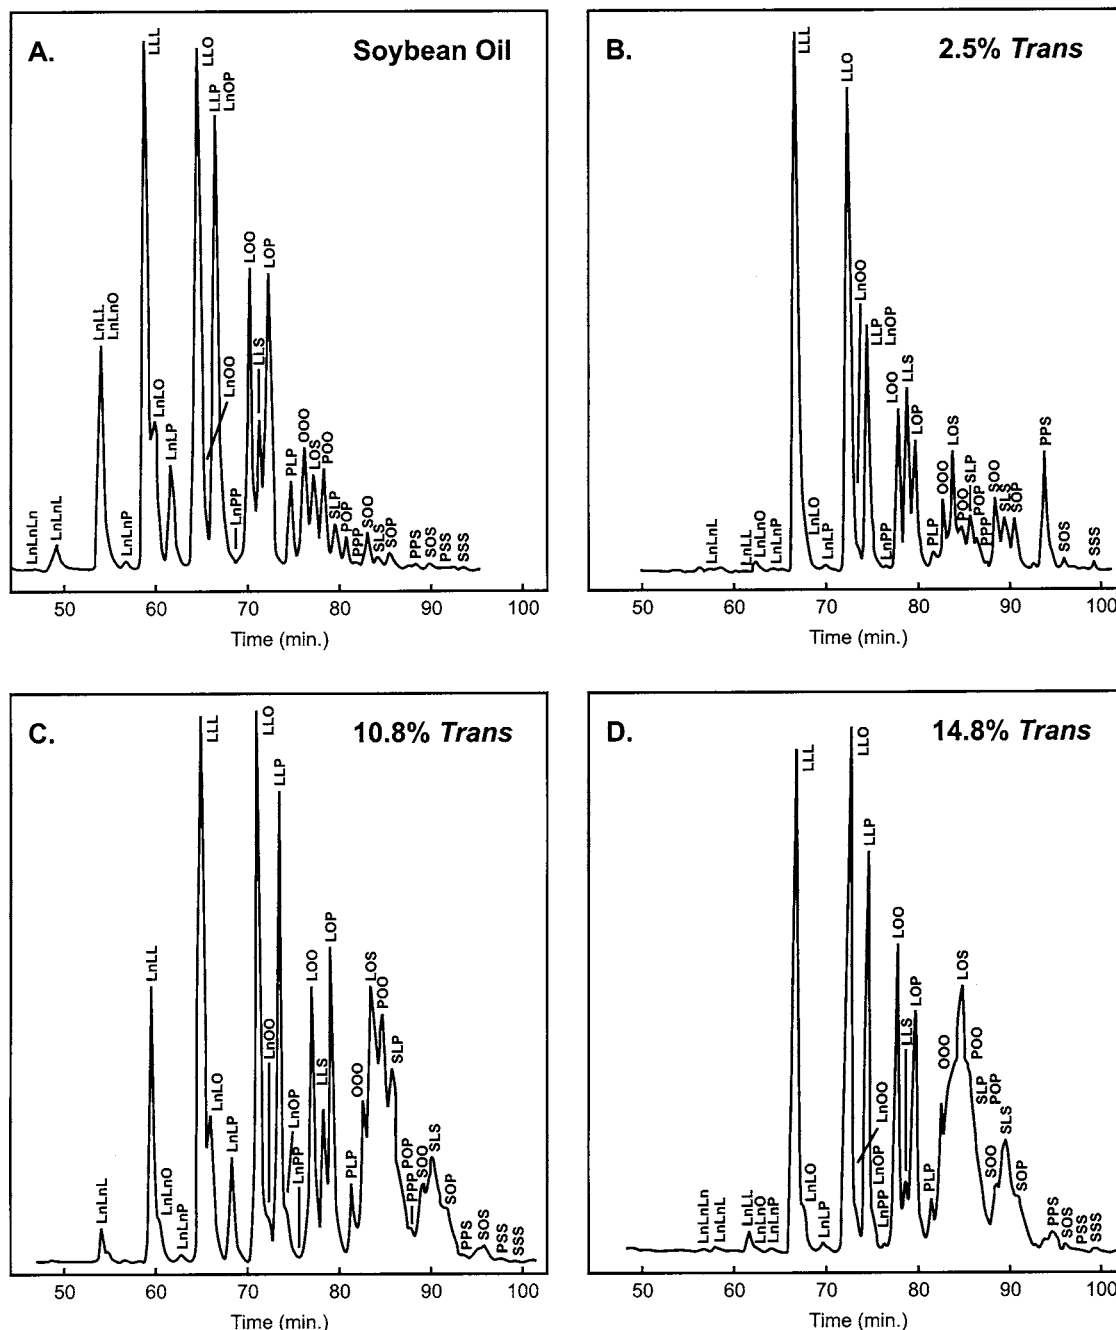 A. Soybean Oil
LnLnLn
LnLnL
LnLL
LnLnO
LnLnP
LLL
LnLO
LnLP
LLO
LnOO
LLP
LnOP
LnPP
LOO
LLS
LOP
PLP
OOO
LOS
POO
SLP
POP
PPP
SOO
SLS
SOP
PPS
SOS
PSS
SSS
50 60 70 80 90 100
Time (min.)
B. 2.5% Trans
LnLnL
LnLL
LnLnO
LnLnP
LLL
LnLO
LnLP
LLO
LnOO
LLP
LnOP
LnPP
LOO
LLS
LOP
PLP
OOO
LOS
POO
SLP
POP
PPP
SOO
SLS
SOP
PPS
SOS
SSS
50 60 70 80 90 100
Time (min.)
C. 10.8% Trans
LnLnL
LnLL
LnLnO
LnLnP
LLL
LnLO
LnLP
LLO
LnOO
LLP
LnOP
LnPP
LOO
LLS
LOP
PLP
OOO
LOS
POO
SLP
PPP
POP
SOO
SLS
SOP
PPS
SOS
PSS
SSS
50 60 70 80 90 100
Time (min.)
D. 14.8% Trans
LnLnLn
LnLnL
LnLL
LnLnO
LnLnP
LLL
LnLO
LnLP
LLO
LnOO
LLP
LnOP
LnPP
LOO
LLS
LOP
PLP
OOO
LOS
POO
SLP
POP
SOO
SLS
SOP
PPS
SOS
PSS
SSS
50 60 70 80 90 100
Time (min.)